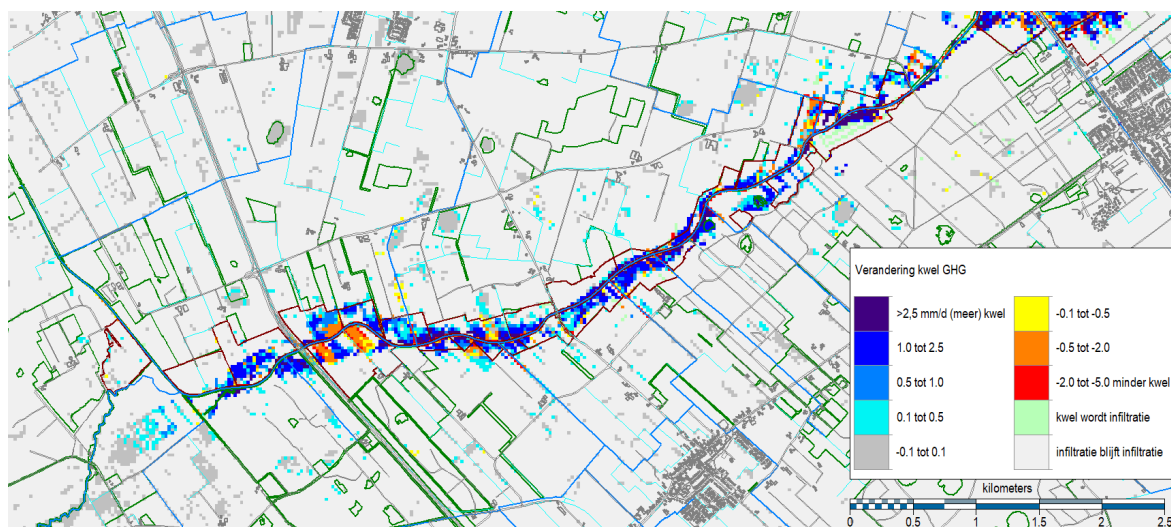 Verandering kwel GHG
>2,5 mm/d (meer) kwel
1.0 tot 2.5
0.5 tot 1.0
0.1 tot 0.5
-0.1 tot 0.1
-0.1 tot -0.5
-0.5 tot -2.0
-2.0 tot -5.0 minder kwel
kwel wordt infiltratie
infiltratie blijft infiltratie
kilometers
0 0.5 1 1.5 2 2.5